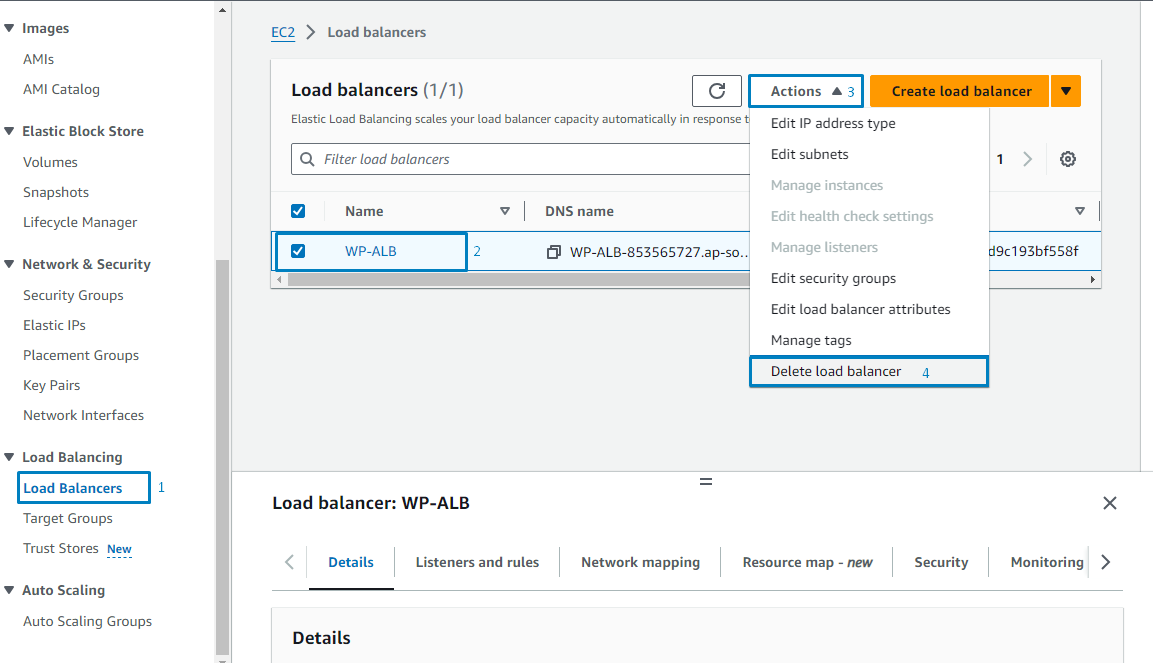 Images
AMIs
AMI Catalog
Elastic Block Store
Volumes
Snapshots
Lifecycle Manager
Network & Security
Security Groups
Elastic IPs
Placement Groups
Key Pairs
Network Interfaces
Load Balancing
Load Balancers 1
Target Groups
Trust Stores New
Auto Scaling
Auto Scaling Groups
EC2 > Load balancers
Load balancers (1/1)
Actions 3
Create load balancer
Elastic Load Balancing scales your load balancer capacity automatically in response t
Filter load balancers
1
Name
DNS name
WP-ALB 2
WP-ALB-853565727.ap-so...
d9c193bf558f
Edit IP address type
Edit subnets
Manage instances
Edit health check settings
Manage listeners
Edit security groups
Edit load balancer attributes
Manage tags
Delete load balancer 4
Load balancer: WP-ALB
Details
Listeners and rules
Network mapping
Resource map - new
Security
Monitoring
Details